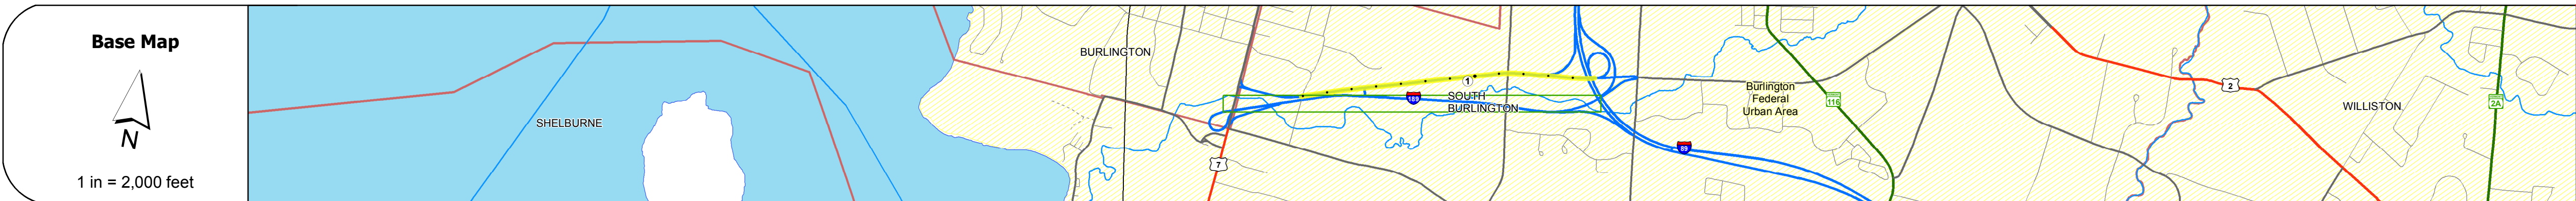 Base Map
N
1 in = 2,000 feet
SHELBURNE
BURLINGTON
7
1
189
SOUTH
BURLINGTON
89
Burlington
Federal
Urban Area
116
2
WILLISTON
2A